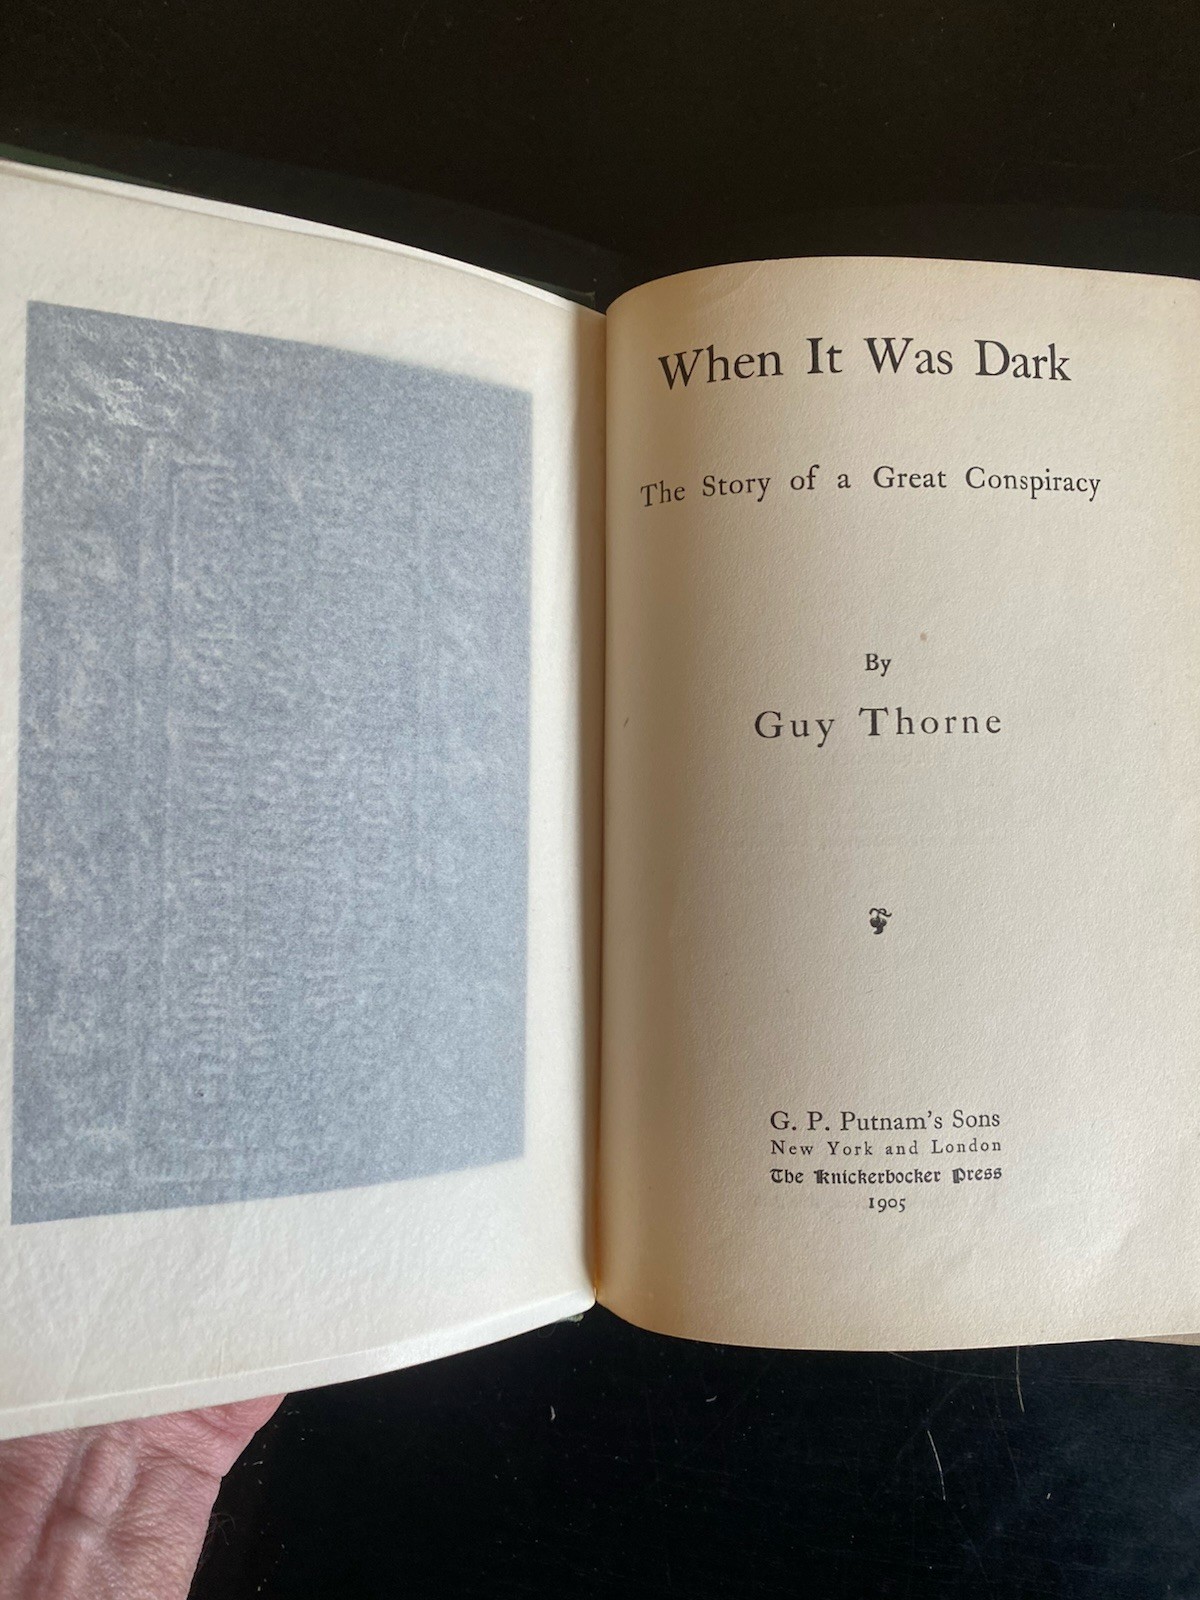 When It Was Dark
The Story of a Great Conspiracy
By
Guy Thorne
G. P. Putnam's Sons
New York and London
The Knickerbocker Press
1905